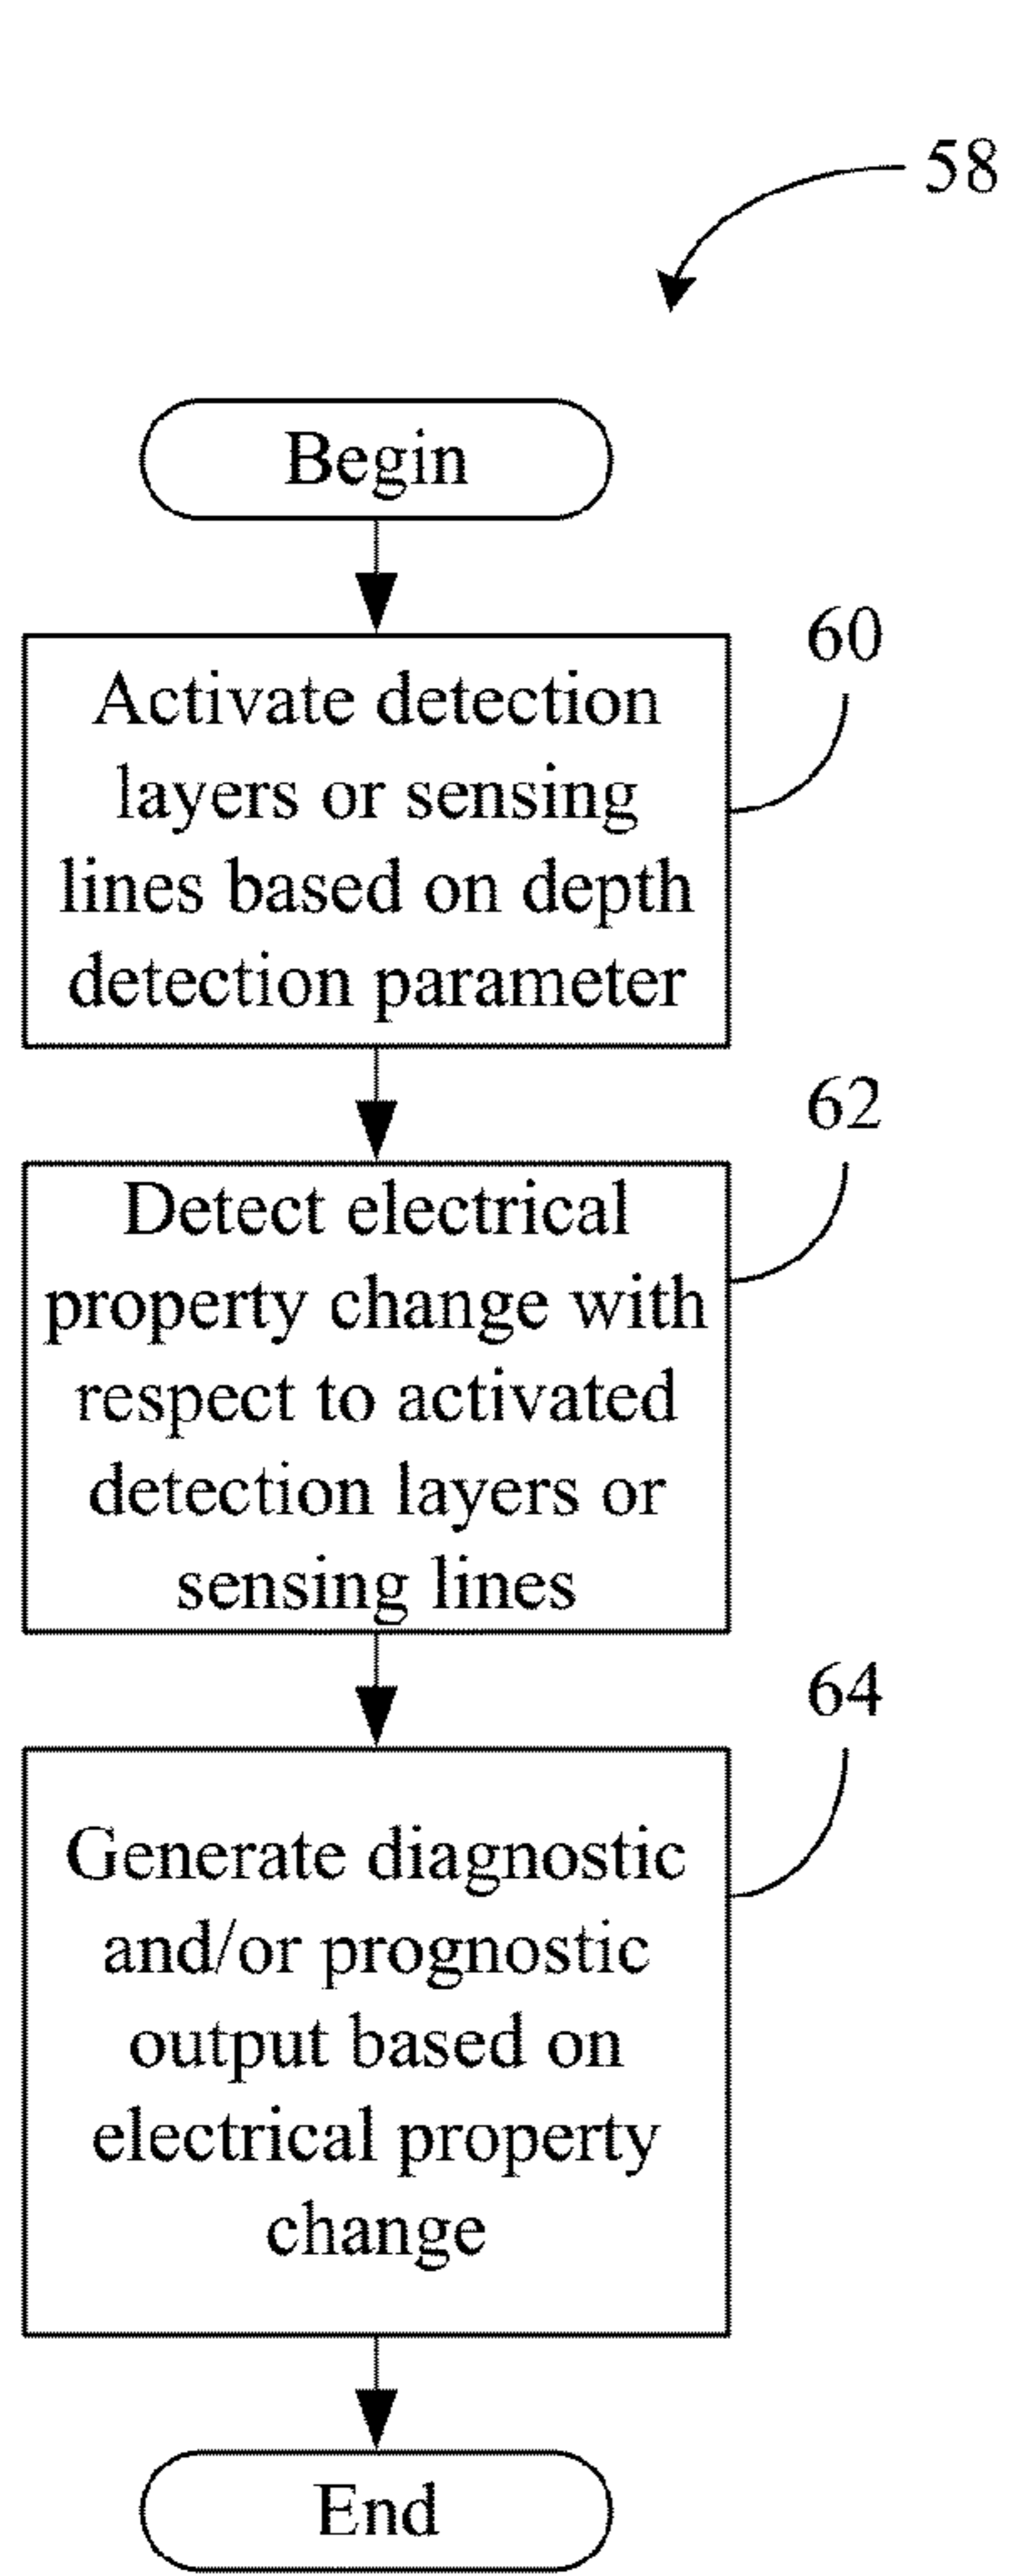 58
Begin
60
Activate detection
layers or sensing
lines based on depth
detection parameter
62
Detect electrical
property change with
respect to activated
detection layers or
sensing lines
64
Generate diagnostic
and/or prognostic
output based on
electrical property
change
End